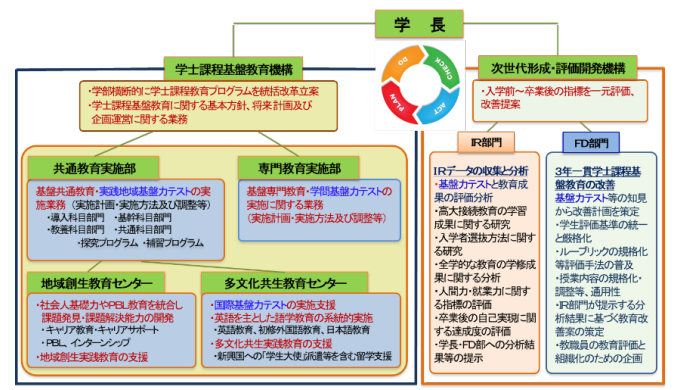 学 長
DO
CHECK
ACT
PLAN
学士課程基盤教育機構
・学部横断的に学士課程教育プログラムを統括改革立案
・学士課程基盤教育に関する基本方針、将来計画及び
企画運営に関する業務
共通教育実施部
基盤共通教育・実践地域基盤力テストの実
施業務（実施計画・実施方法及び調整等）
・導入科目部門 ・基幹科目部門
・教養科目部門 ・共通科目部門
・探究プログラム ・補習プログラム
専門教育実施部
基盤専門教育・学問基盤力テストの
実施に関する業務
（実施計画・実施方法及び調整等）
地域創生教育センター
・社会人基礎力やPBL教育を統合し
課題発見・課題解決能力の開発
・キャリア教育・キャリアサポート
・PBL、インターンシップ
・地域創生実践教育の支援
多文化共生教育センター
・国際基盤力テストの実施支援
・英語を主とした語学教育の系統的実施
・英語教育、初修外国語教育、日本語教育
・多文化共生実践教育の支援
・新興国への「学生大使」派遣等を含む留学支援
次世代形成・評価開発機構
・入学前～卒業後の指標を一元評価、
改善提案
IR部門
IRデータの収集と分析
・基盤力テストと教育成
果の評価分析
・高大接続教育の学習
成果に関する研究
・入学者選抜方法に関す
る研究
・全学的な教育の学修成
果に関する分析
・人間力・就業力に関す
る指標の評価
・卒業後の自己実現に関
する達成度の評価
・学長・FD部への分析結
果等の提示
FD部門
3年一貫学士課程基
盤教育の改善
基盤力テスト等の知見
から改善計画を策定
・学生評価基準の統一
と厳格化
・ルーブリックの規格化
等評価手法の普及
・授業内容の規格化・
調整等、通用性
・IR部門が提示する分
析結果に基づく教育改
善案の策定
・教職員の教育評価と
組織化のための企画